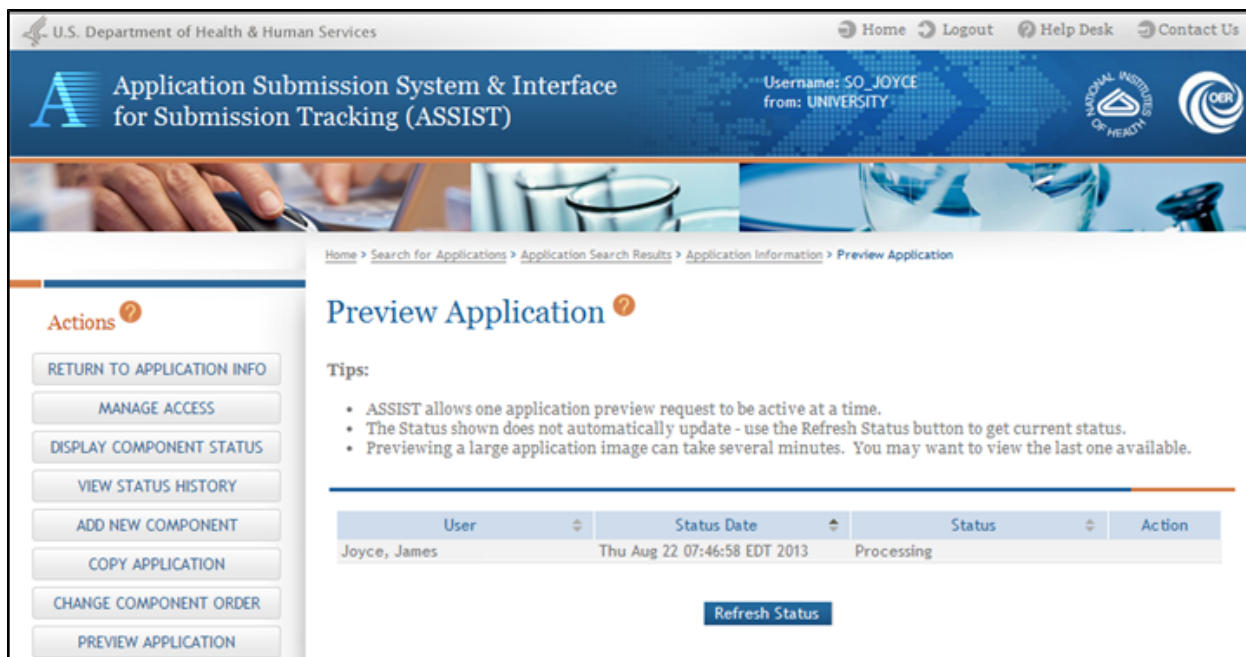 U.S. Department of Health & Human Services
Home Logout Help Desk Contact Us
A Application Submission System & Interface
for Submission Tracking (ASSIST)
Username: SO_JOYCE
from: UNIVERSITY
NATIONAL INSTITUTES OF HEALTH
OER
Home > Search for Applications > Application Search Results > Application Information > Preview Application
Actions ?
RETURN TO APPLICATION INFO
MANAGE ACCESS
DISPLAY COMPONENT STATUS
VIEW STATUS HISTORY
ADD NEW COMPONENT
COPY APPLICATION
CHANGE COMPONENT ORDER
PREVIEW APPLICATION
Preview Application ?
Tips:
• ASSIST allows one application preview request to be active at a time.
• The Status shown does not automatically update - use the Refresh Status button to get current status.
• Previewing a large application image can take several minutes. You may want to view the last one available.
User Status Date Status Action
Joyce, James Thu Aug 22 07:46:58 EDT 2013 Processing
Refresh Status